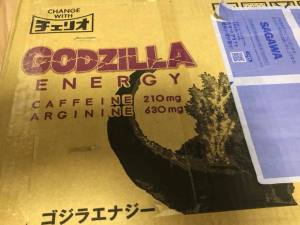 CHANGE
WITH
チェリオ
GODZILLA
ENERGY
CAFFEINE 210mg
ARGININE 630mg
ゴジラエナジー
SAGAWA